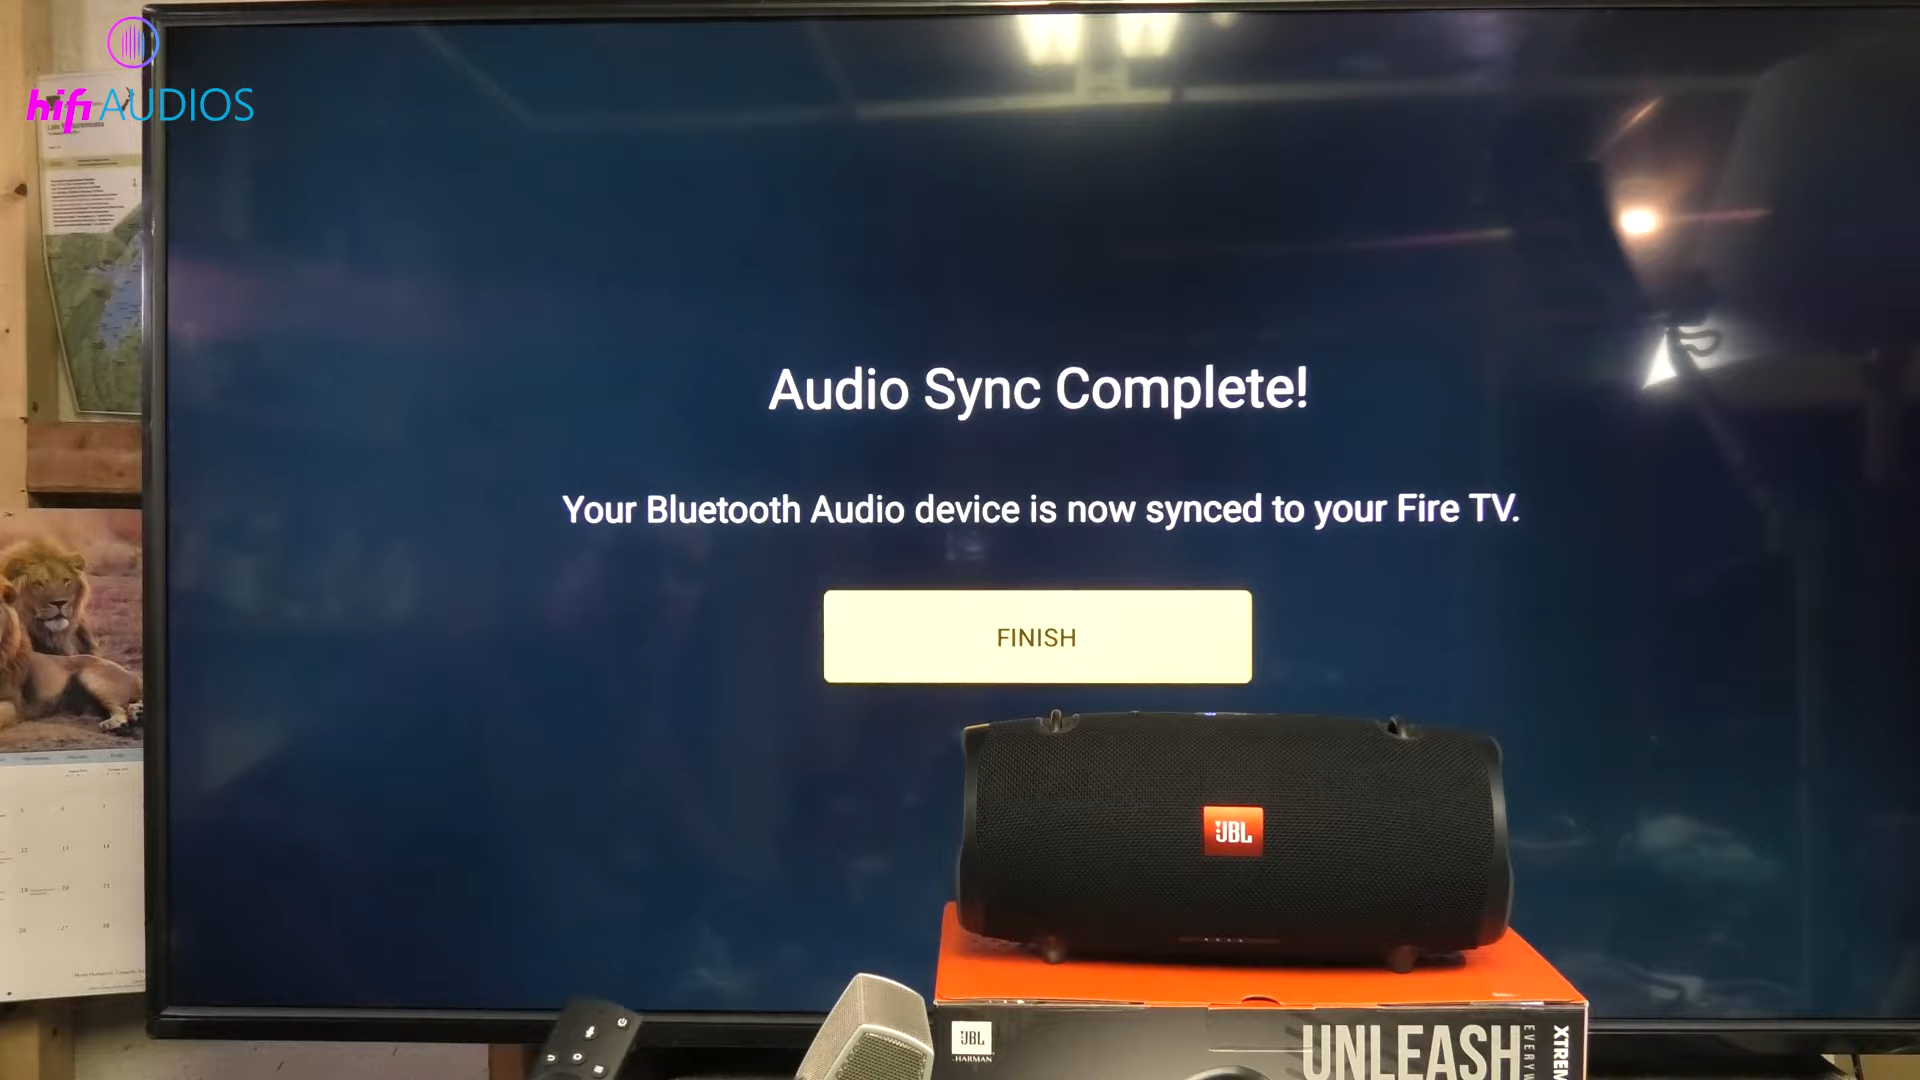 hifi AUDIOS
Audio Sync Complete!
Your Bluetooth Audio device is now synced to your Fire TV.
FINISH
JBL
JBL
HARMAN
UNLEASH